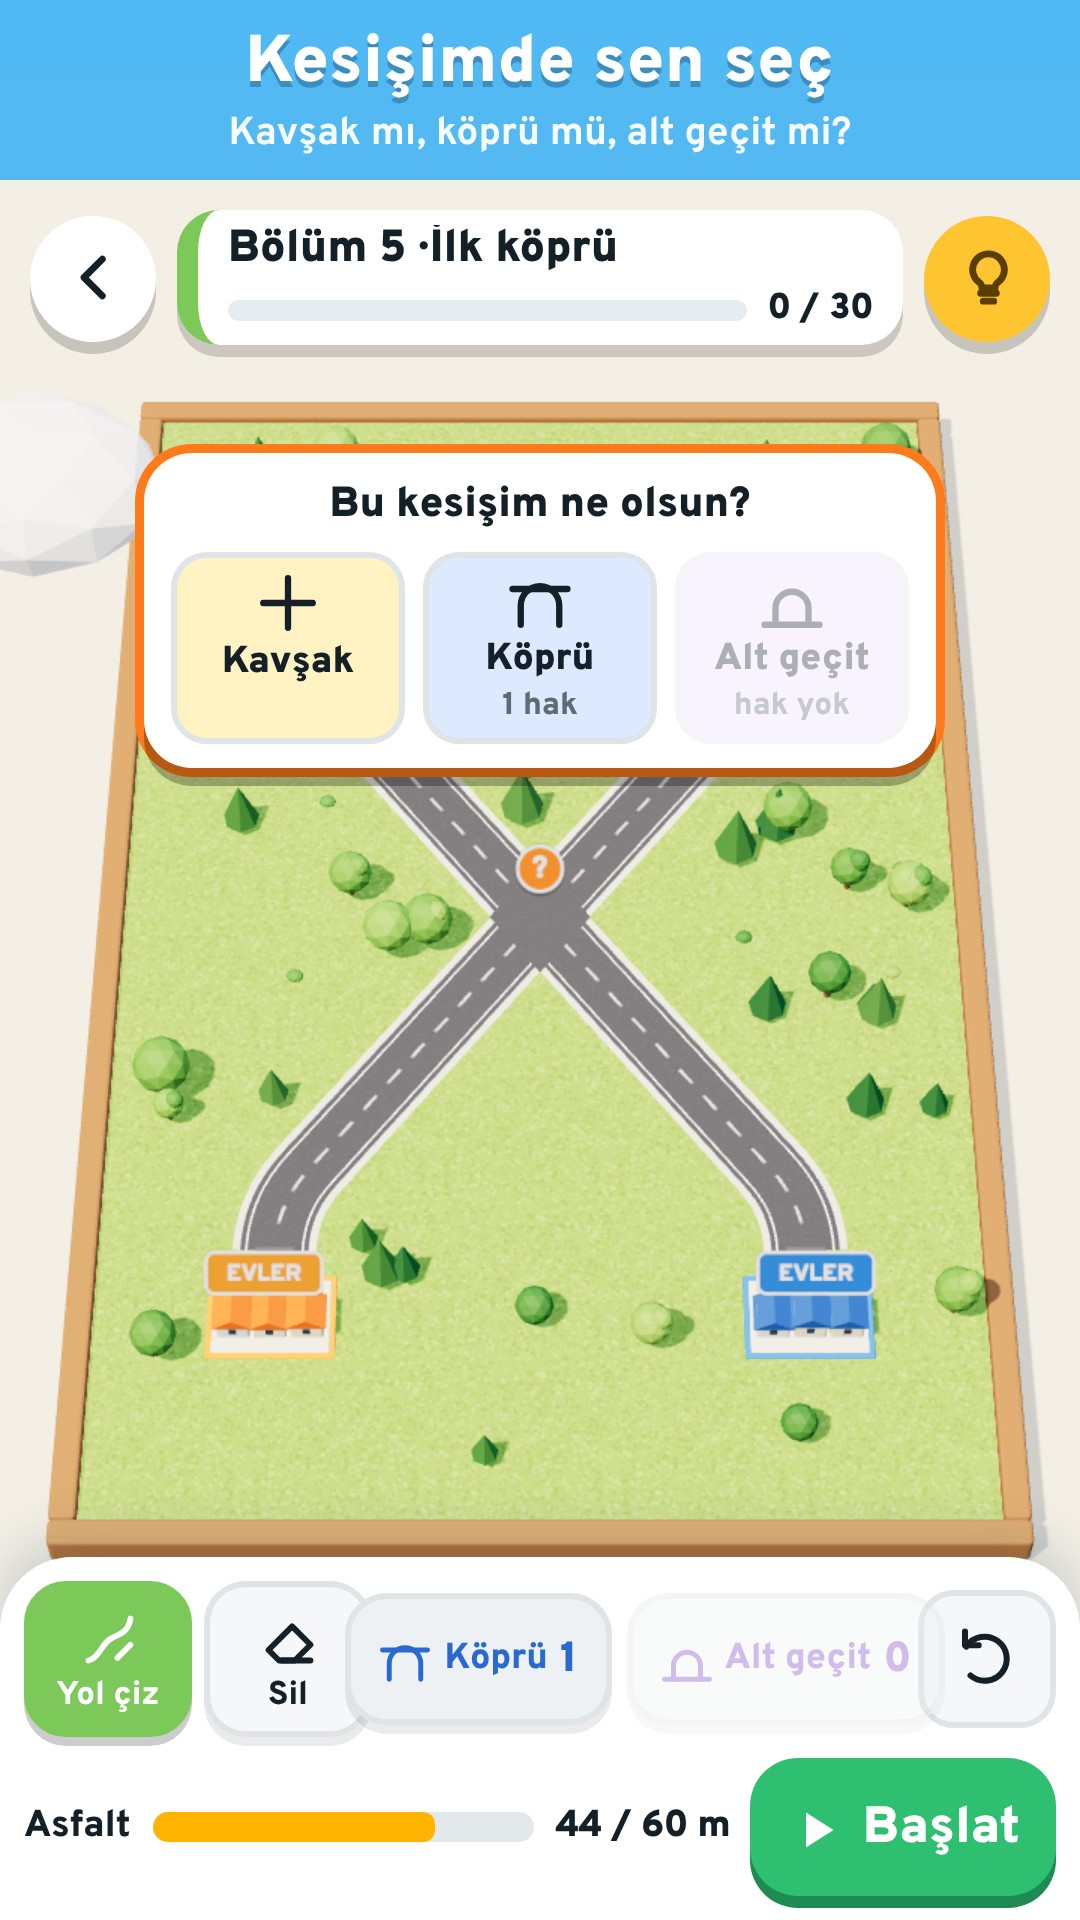 Kesişimde sen seç
Kavşak mı, köprü mü, alt geçit mi?
Bölüm 5 ·İlk köprü
0 / 30
Bu kesişim ne olsun?
Kavşak
Köprü
1 hak
Alt geçit
hak yok
?
EVLER
EVLER
Yol çiz
Sil
Köprü 1
Alt geçit 0
Asfalt
44 / 60 m
Başlat